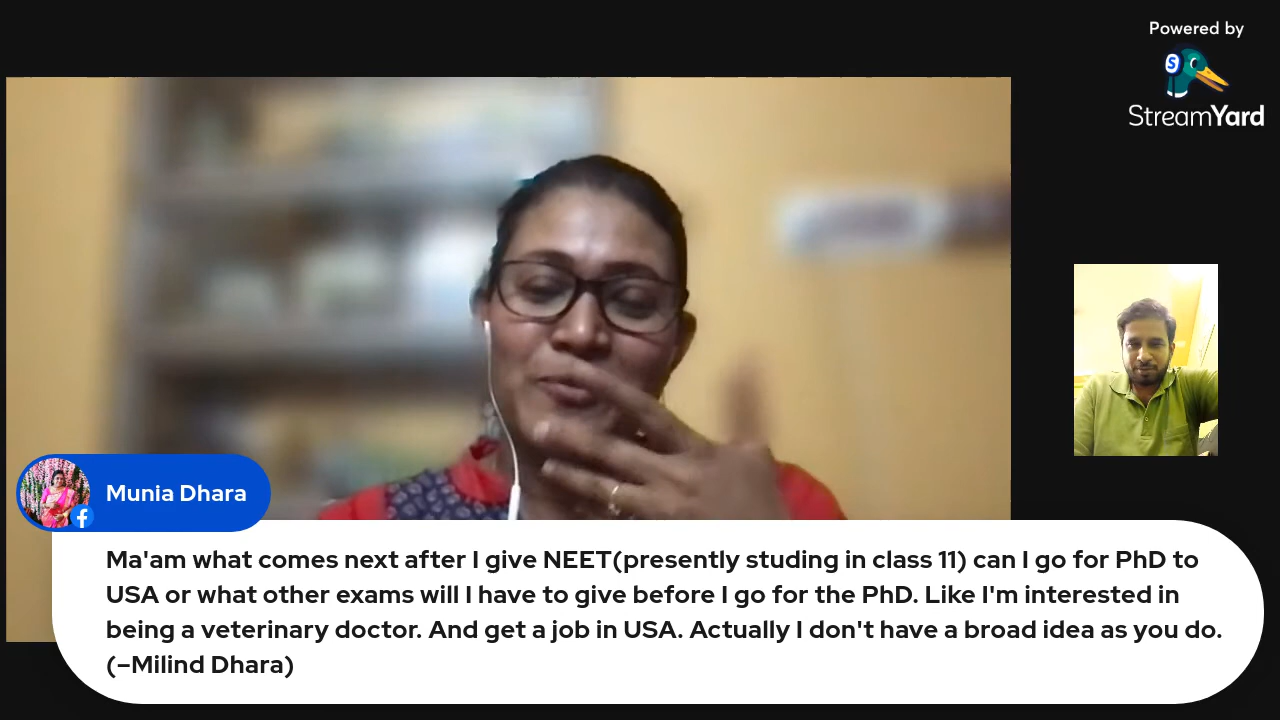 Powered by
S
StreamYard
Munia Dhara
Ma'am what comes next after I give NEET(presently studing in class 11) can I go for PhD to
USA or what other exams will I have to give before I go for the PhD. Like I'm interested in
being a veterinary doctor. And get a job in USA. Actually I don't have a broad idea as you do.
(–Milind Dhara)